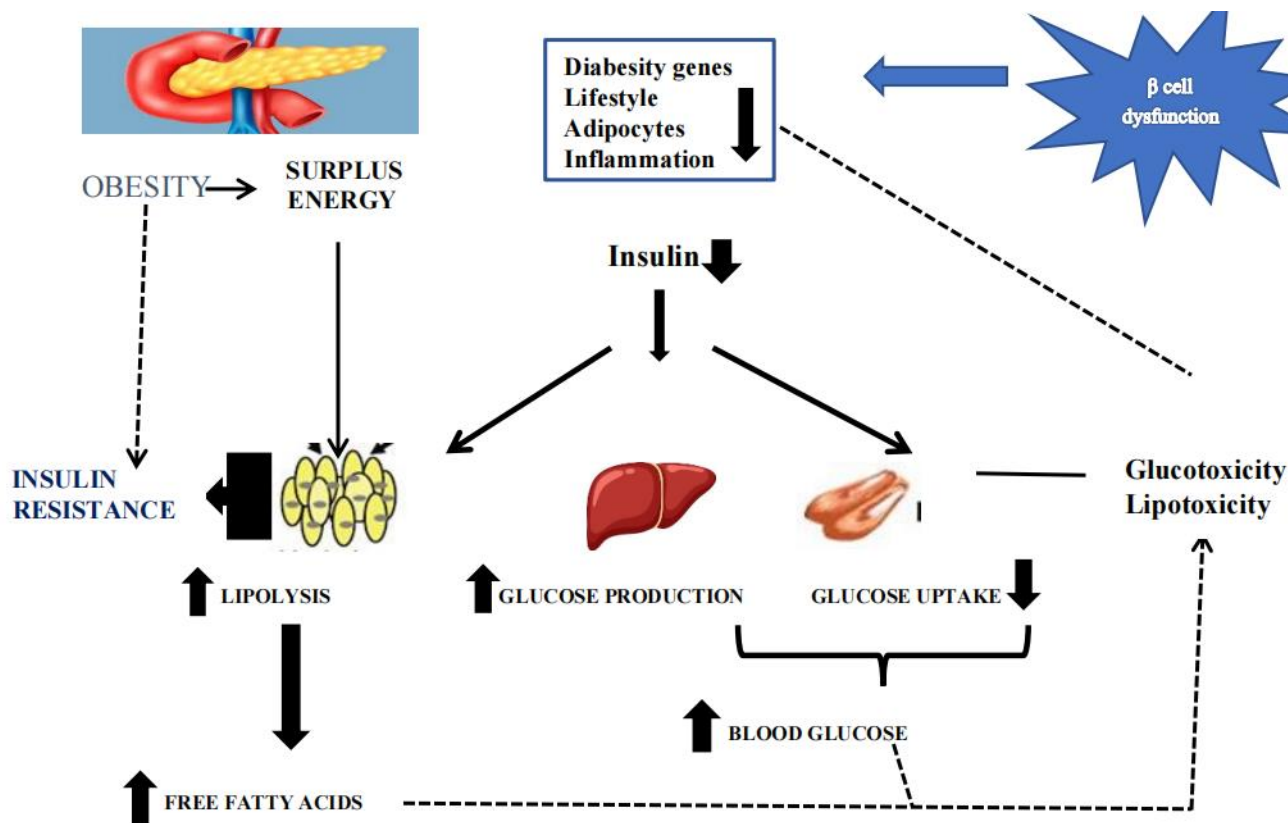 Diabesity genes
Lifestyle
Adipocytes
Inflammation
β cell
dysfunction
OBESITY
SURPLUS
ENERGY
Insulin
INSULIN
RESISTANCE
Glucotoxicity
Lipotoxicity
LIPOLYSIS
GLUCOSE PRODUCTION
GLUCOSE UPTAKE
BLOOD GLUCOSE
FREE FATTY ACIDS